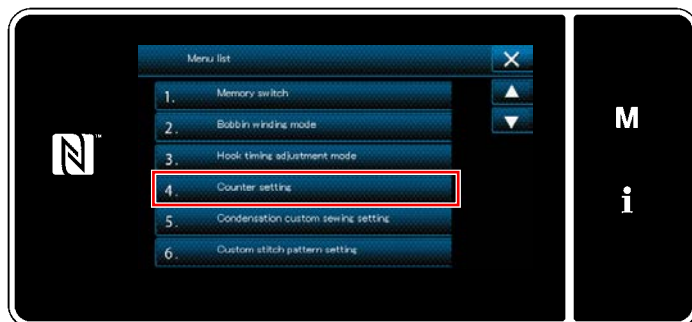 Menu list
1. Memory switch
2. Bobbin winding mode
3. Hook timing adjustment mode
4. Counter setting
5. Condensation custom sewing setting
6. Custom stitch pattern setting
M
i
N